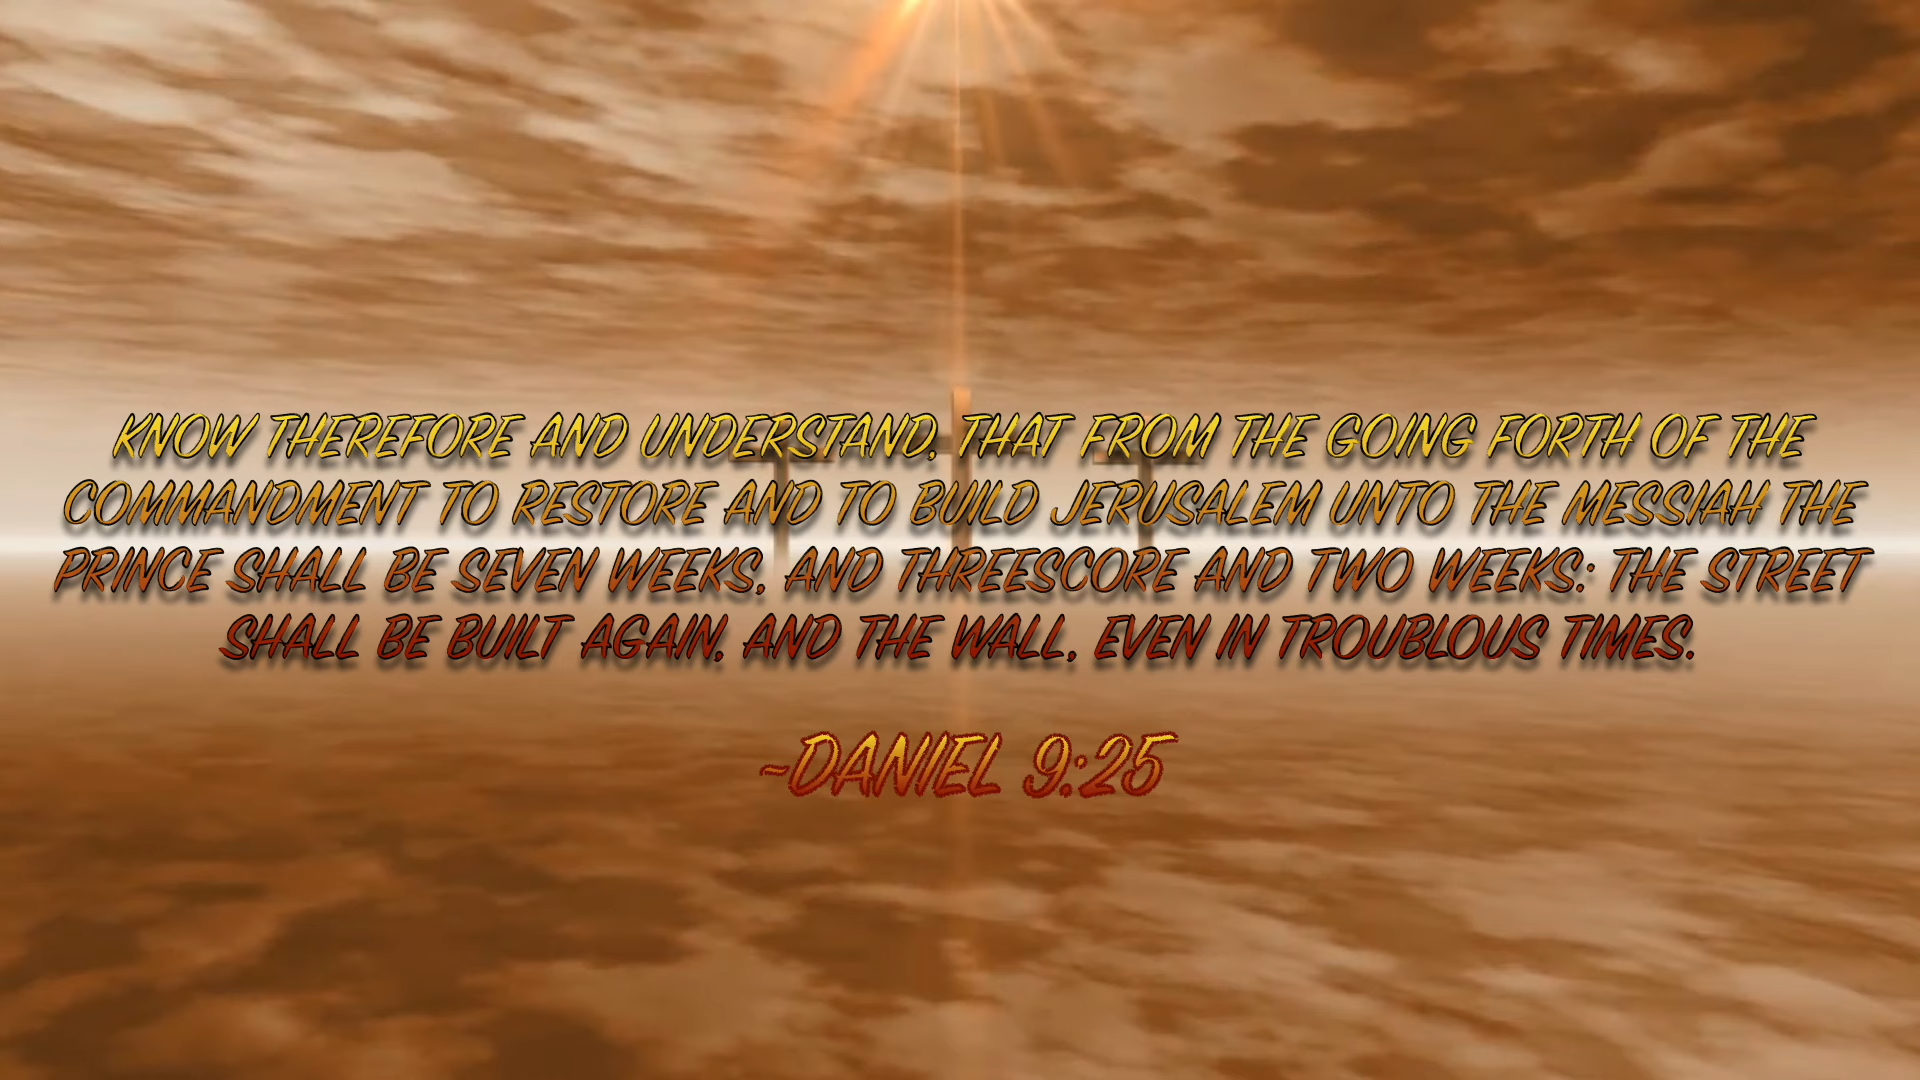 KNOW THEREFORE AND UNDERSTAND, THAT FROM THE GOING FORTH OF THE
COMMANDMENT TO RESTORE AND TO BUILD JERUSALEM UNTO THE MESSIAH THE
PRINCE SHALL BE SEVEN WEEKS, AND THREESCORE AND TWO WEEKS: THE STREET
SHALL BE BUILT AGAIN, AND THE WALL, EVEN IN TROUBLOUS TIMES.
~DANIEL 9:25